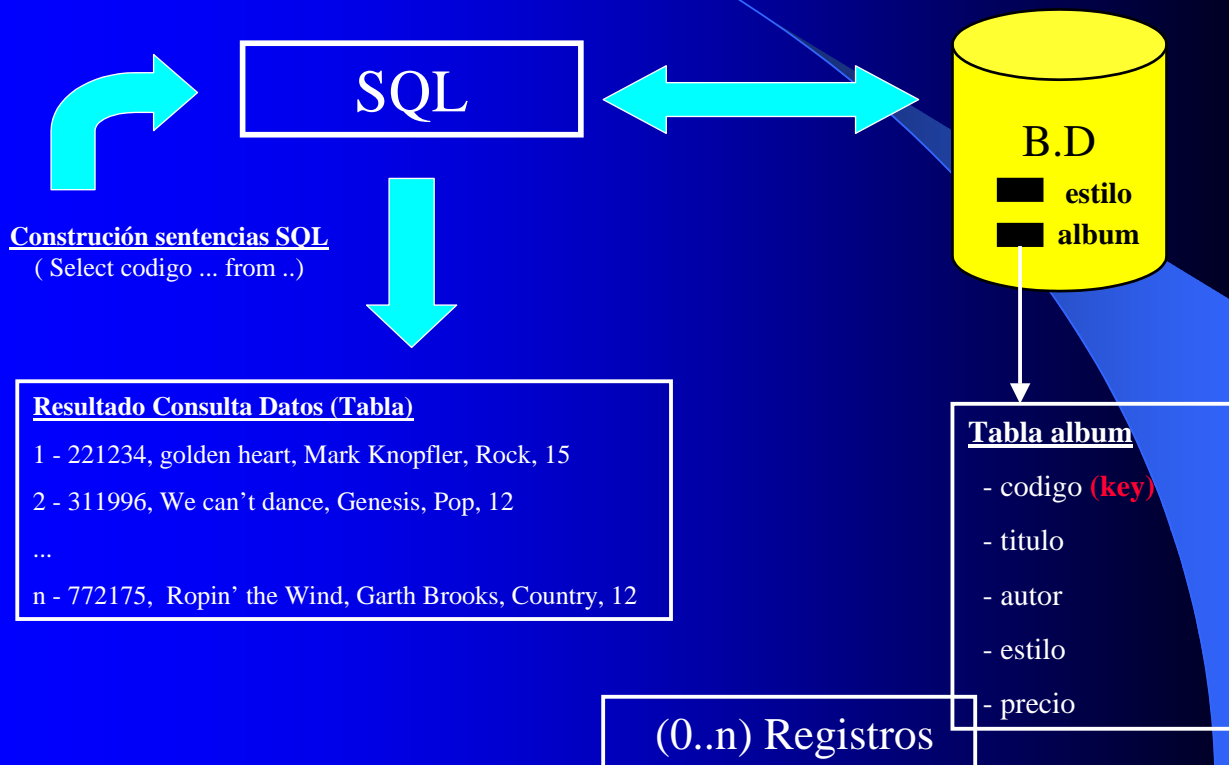 SQL
B.D
estilo
album
Construción sentencias SQL
( Select codigo ... from ..)
Resultado Consulta Datos (Tabla)
1 - 221234, golden heart, Mark Knopfler, Rock, 15
2 - 311996, We can’t dance, Genesis, Pop, 12
...
n - 772175,  Ropin’ the Wind, Garth Brooks, Country, 12
Tabla album
- codigo (key)
- titulo
- autor
- estilo
- precio
(0..n) Registros